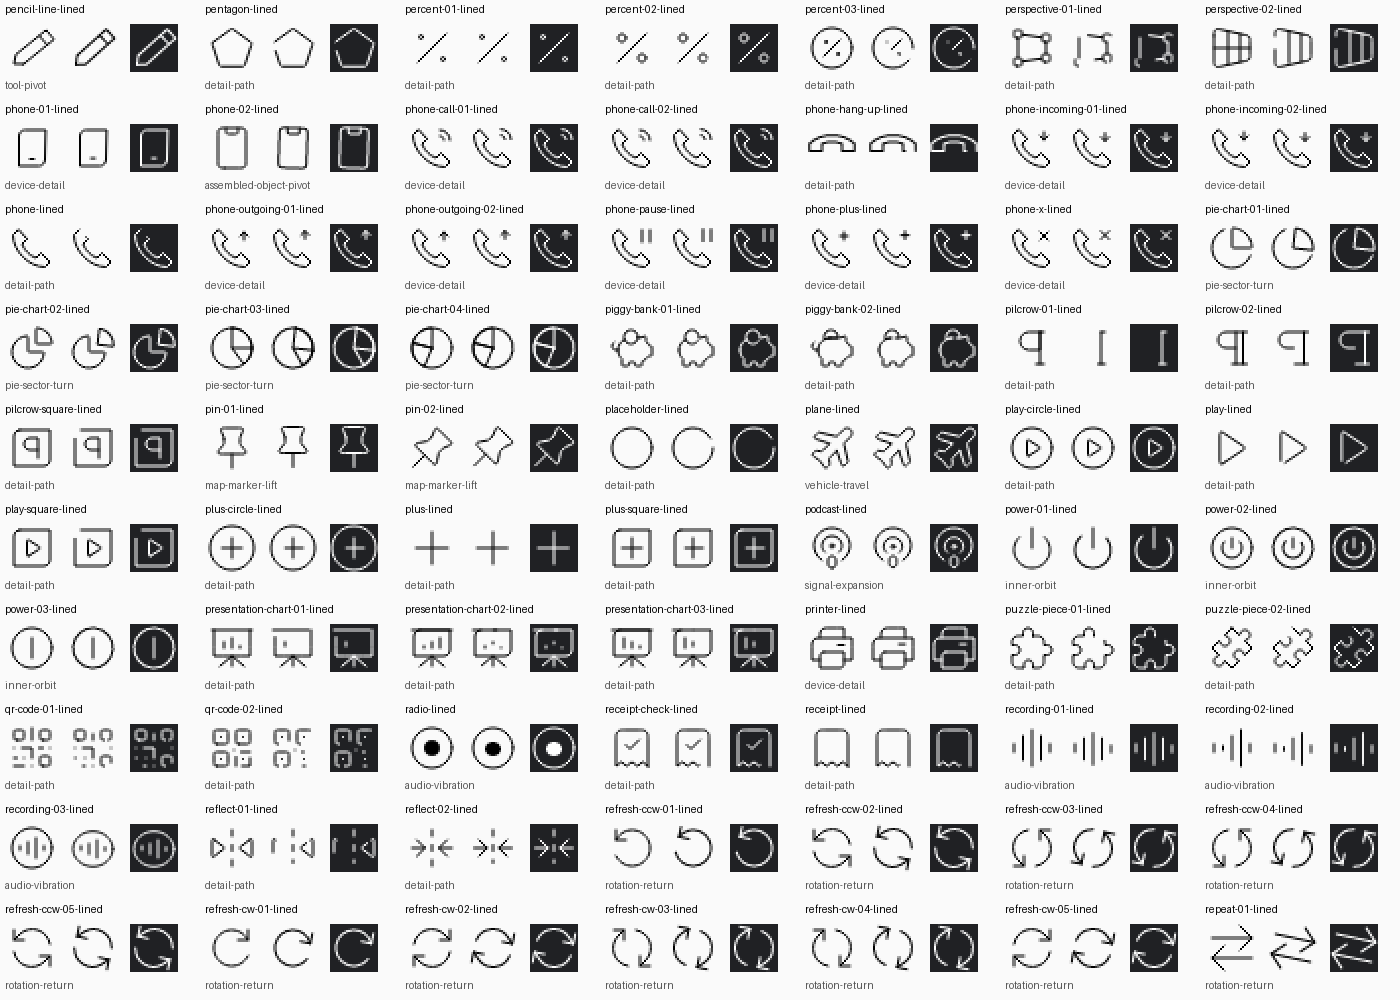 pencil-line-lined pentagon-lined percent-01-lined percent-02-lined percent-03-lined perspective-01-lined perspective-02-lined
tool-pivot detail-path detail-path detail-path detail-path detail-path detail-path
phone-01-lined phone-02-lined phone-call-01-lined phone-call-02-lined phone-hang-up-lined phone-incoming-01-lined phone-incoming-02-lined
device-detail assembled-object-pivot device-detail device-detail detail-path device-detail device-detail
phone-lined phone-outgoing-01-lined phone-outgoing-02-lined phone-pause-lined phone-plus-lined phone-x-lined pie-chart-01-lined
detail-path device-detail device-detail device-detail device-detail device-detail pie-sector-turn
pie-chart-02-lined pie-chart-03-lined pie-chart-04-lined piggy-bank-01-lined piggy-bank-02-lined pilcrow-01-lined pilcrow-02-lined
pie-sector-turn pie-sector-turn pie-sector-turn detail-path detail-path detail-path detail-path
pilcrow-square-lined pin-01-lined pin-02-lined placeholder-lined plane-lined play-circle-lined play-lined
detail-path map-marker-lift map-marker-lift detail-path vehicle-travel detail-path detail-path
play-square-lined plus-circle-lined plus-lined plus-square-lined podcast-lined power-01-lined power-02-lined
detail-path detail-path detail-path detail-path signal-expansion inner-orbit inner-orbit
power-03-lined presentation-chart-01-lined presentation-chart-02-lined presentation-chart-03-lined printer-lined puzzle-piece-01-lined puzzle-piece-02-lined
inner-orbit detail-path detail-path detail-path device-detail detail-path detail-path
qr-code-01-lined qr-code-02-lined radio-lined receipt-check-lined receipt-lined recording-01-lined recording-02-lined
detail-path detail-path audio-vibration detail-path detail-path audio-vibration audio-vibration
recording-03-lined reflect-01-lined reflect-02-lined refresh-ccw-01-lined refresh-ccw-02-lined refresh-ccw-03-lined refresh-ccw-04-lined
audio-vibration detail-path detail-path rotation-return rotation-return rotation-return rotation-return
refresh-ccw-05-lined refresh-cw-01-lined refresh-cw-02-lined refresh-cw-03-lined refresh-cw-04-lined refresh-cw-05-lined repeat-01-lined
rotation-return rotation-return rotation-return rotation-return rotation-return rotation-return rotation-return